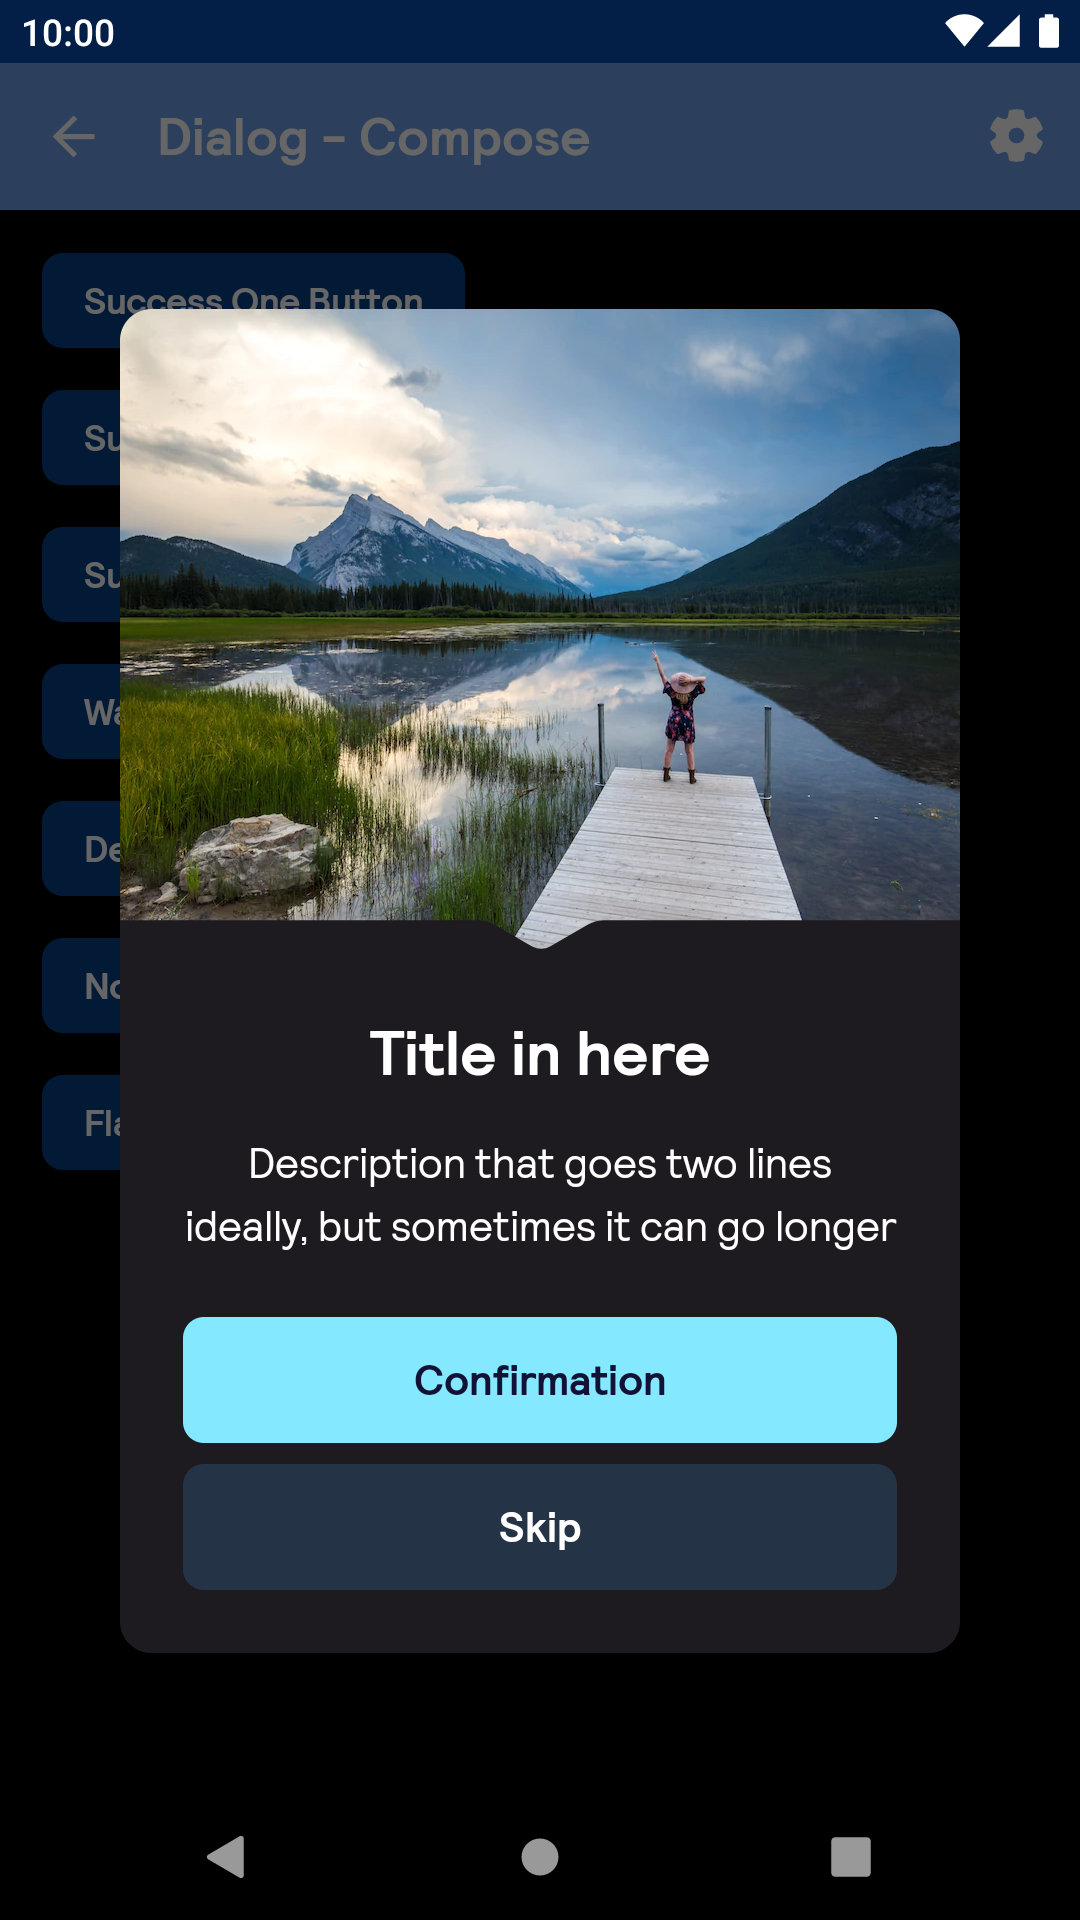 10:00
Dialog - Compose
Success One Button
Su
Su
Wa
De
No
Fla
Title in here
Description that goes two lines
ideally, but sometimes it can go longer
Confirmation
Skip